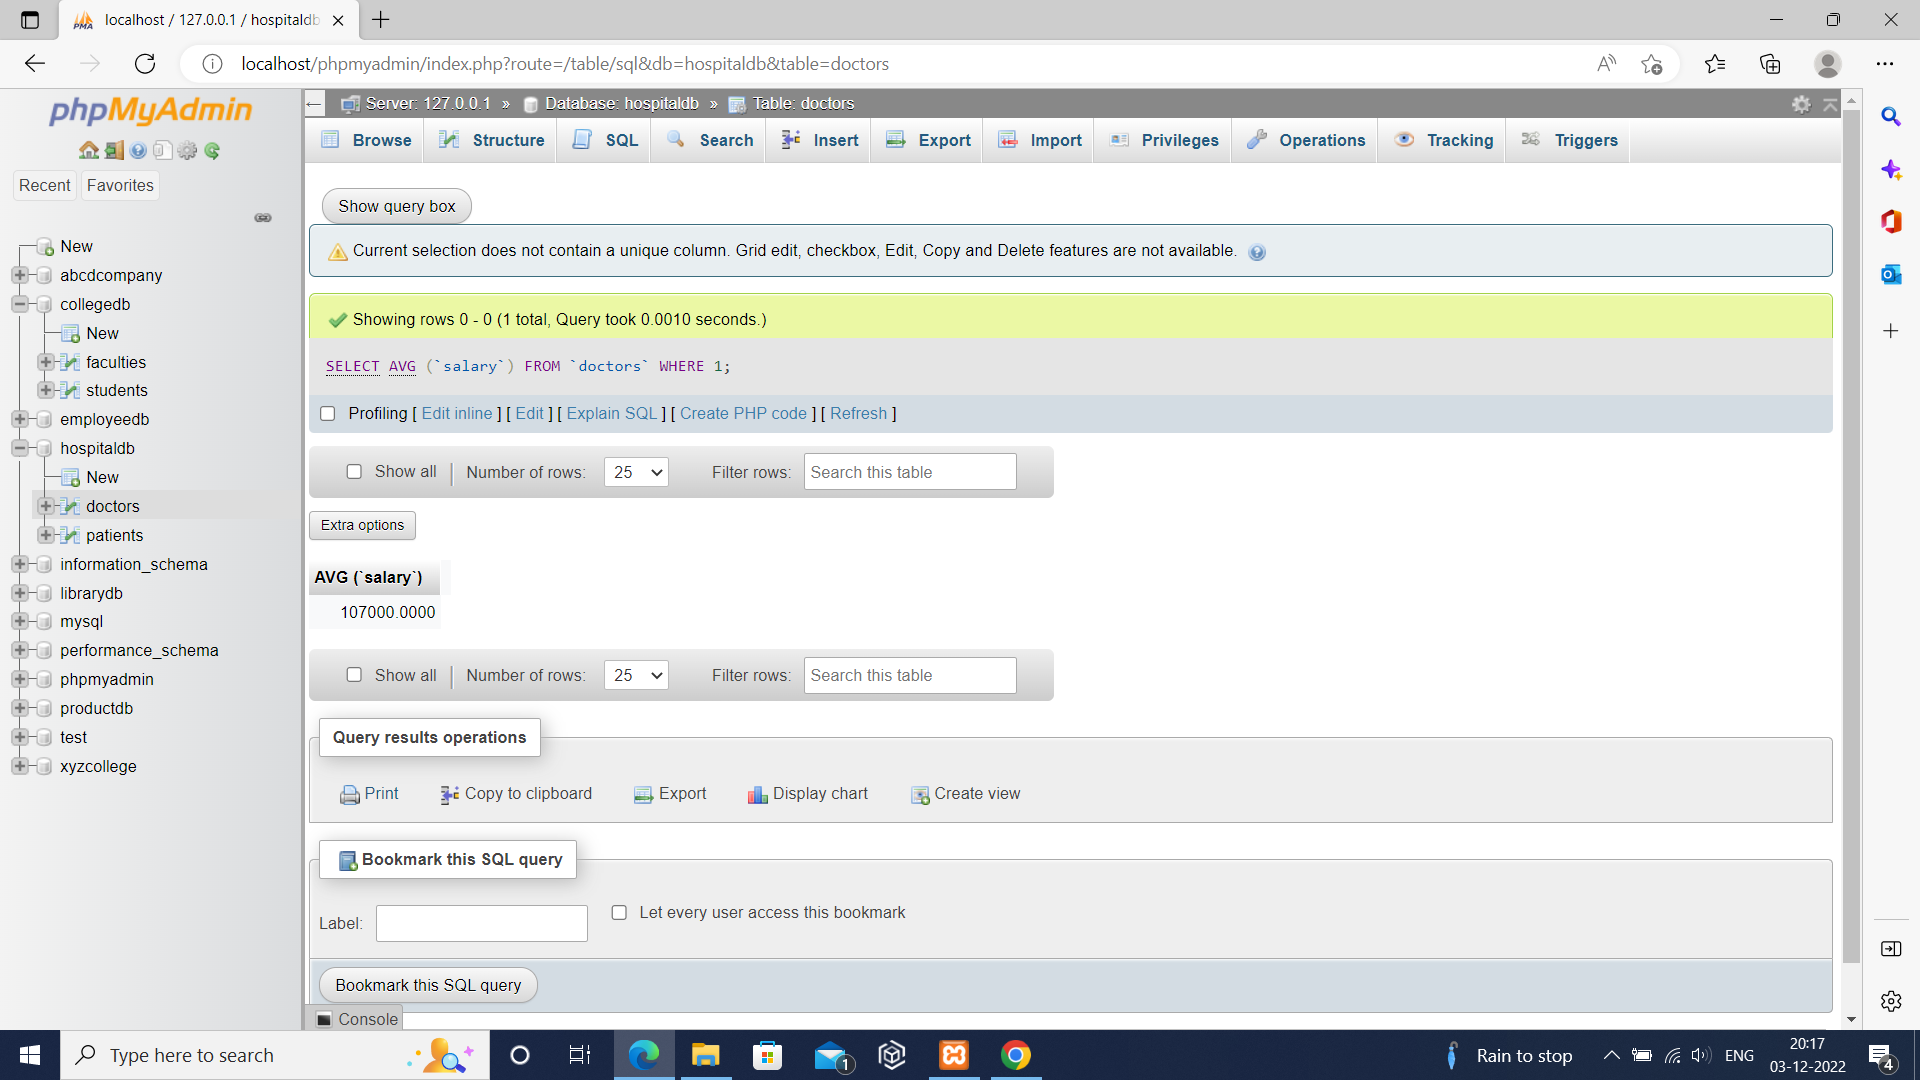 localhost / 127.0.0.1 / hospitaldb
localhost/phpmyadmin/index.php?route=/table/sql&db=hospitaldb&table=doctors
phpMyAdmin
Recent
Favorites
New
abcdcompany
collegedb
New
faculties
students
employeedb
hospitaldb
New
doctors
patients
information_schema
librarydb
mysql
performance_schema
phpmyadmin
productdb
test
xyzcollege
Server: 127.0.0.1 » Database: hospitaldb » Table: doctors
Browse Structure SQL Search Insert Export Import Privileges Operations Tracking Triggers
Show query box
Current selection does not contain a unique column. Grid edit, checkbox, Edit, Copy and Delete features are not available.
Showing rows 0 - 0 (1 total, Query took 0.0010 seconds.)
SELECT AVG (`salary`) FROM `doctors` WHERE 1;
Profiling [ Edit inline ] [ Edit ] [ Explain SQL ] [ Create PHP code ] [ Refresh ]
Show all Number of rows: 25 Filter rows: Search this table
Extra options
AVG (`salary`)
107000.0000
Show all Number of rows: 25 Filter rows: Search this table
Query results operations
Print Copy to clipboard Export Display chart Create view
Bookmark this SQL query
Label: Let every user access this bookmark
Bookmark this SQL query
Console
Type here to search
1
Rain to stop
ENG
20:17
03-12-2022
4